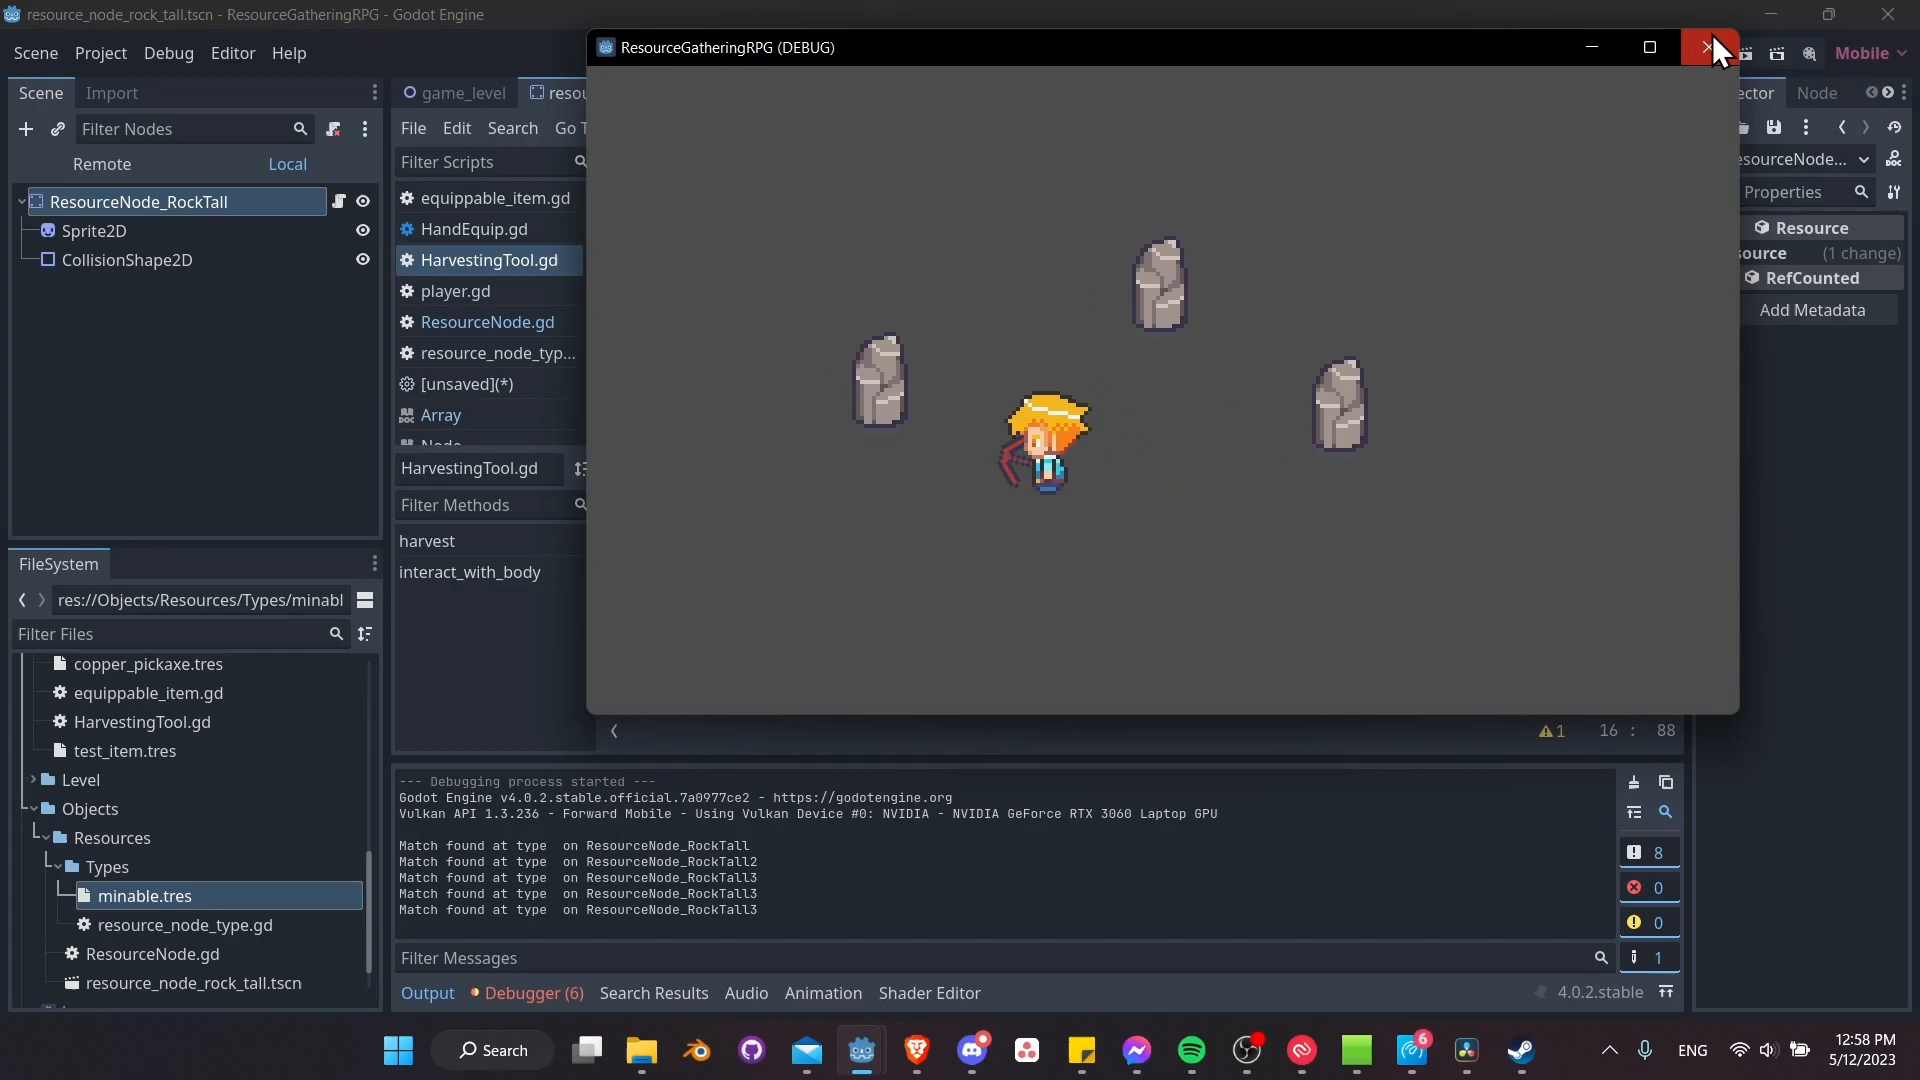 resource_node_rock_tall.tscn - ResourceGatheringRPG - Godot Engine
Scene Project Debug Editor Help
ResourceGatheringRPG (DEBUG)
Mobile
Scene Import
game_level
resou
ector Node
Filter Nodes
File Edit Search Go T
Remote Local
Filter Scripts
esourceNode...
ResourceNode_RockTall
Sprite2D
CollisionShape2D
equippable_item.gd
HandEquip.gd
HarvestingTool.gd
player.gd
ResourceNode.gd
resource_node_typ...
[unsaved](*)
Array
Node
HarvestingTool.gd
Filter Methods
harvest
interact_with_body
Properties
Resource
source (1 change)
RefCounted
Add Metadata
FileSystem
res://Objects/Resources/Types/minabl
Filter Files
copper_pickaxe.tres
equippable_item.gd
HarvestingTool.gd
test_item.tres
Level
Objects
Resources
Types
minable.tres
resource_node_type.gd
ResourceNode.gd
resource_node_rock_tall.tscn
1 16 : 88
--- Debugging process started ---
Godot Engine v4.0.2.stable.official.7a0977ce2 - https://godotengine.org
Vulkan API 1.3.236 - Forward Mobile - Using Vulkan Device #0: NVIDIA - NVIDIA GeForce RTX 3060 Laptop GPU
Match found at type  on ResourceNode_RockTall
Match found at type  on ResourceNode_RockTall2
Match found at type  on ResourceNode_RockTall3
Match found at type  on ResourceNode_RockTall3
Match found at type  on ResourceNode_RockTall3
8
0
0
1
Filter Messages
Output Debugger (6) Search Results Audio Animation Shader Editor
4.0.2.stable
Search
6
ENG
12:58 PM
5/12/2023